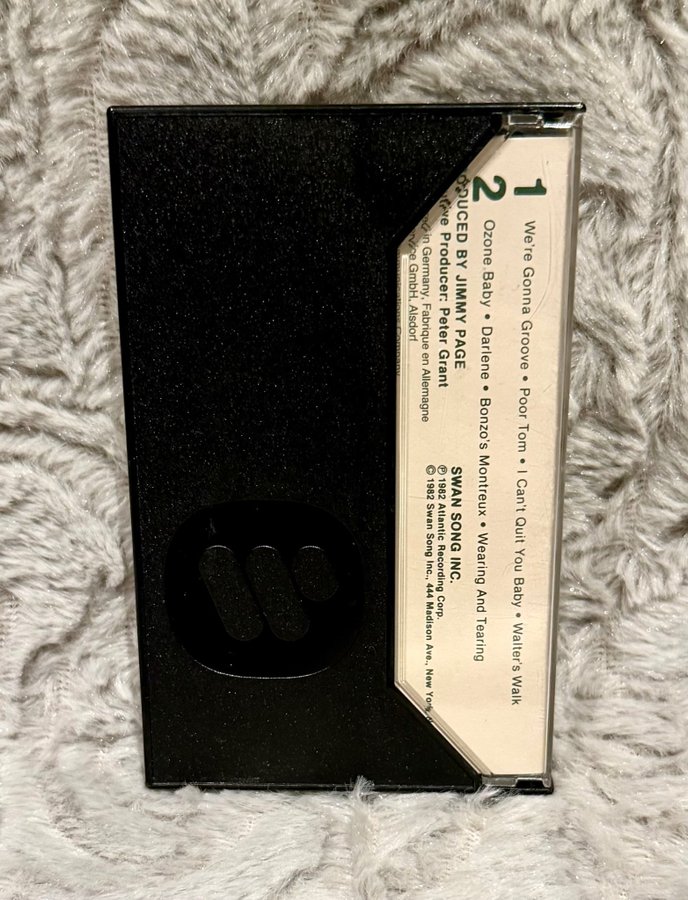 1 We're Gonna Groove • Poor Tom • I Can't Quit You Baby • Walter's Walk
2 Ozone Baby • Darlene • Bonzo's Montreux • Wearing And Tearing
PRODUCED BY JIMMY PAGE
Producer: Peter Grant
in Germany, Fabrique en Allemagne
GmbH, Alsdorf
SWAN SONG INC.
℗ 1982 Atlantic Recording Corp.
© 1982 Swan Song Inc., 444 Madison Ave., New York,